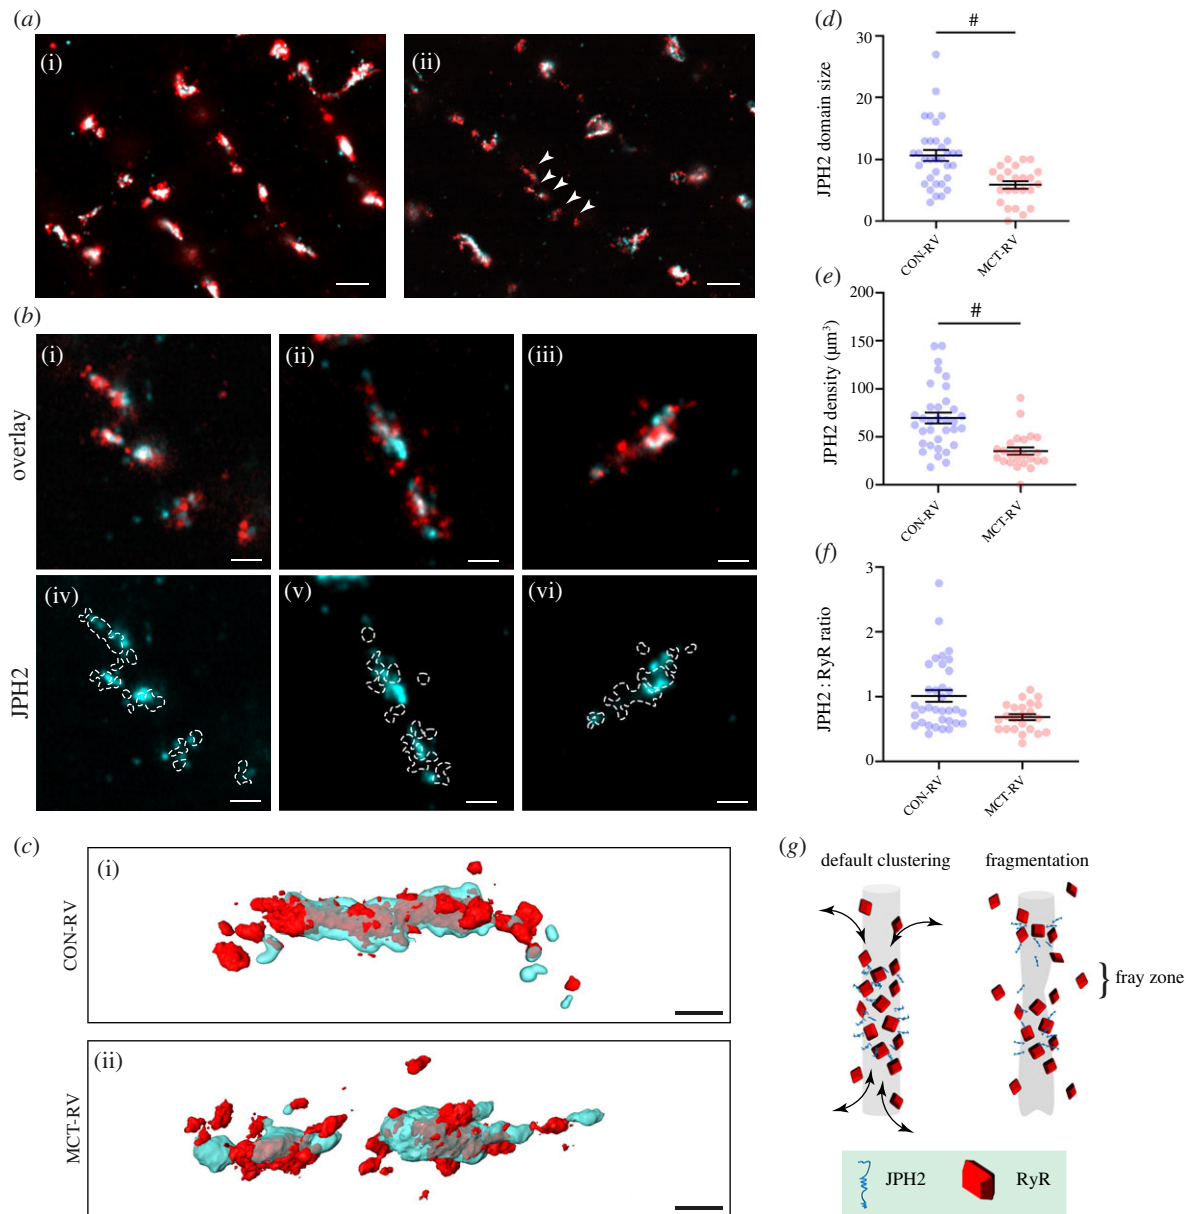 (a)
(i)
(ii)
(b)
overlay
(i)
(ii)
(iii)
JPH2
(iv)
(v)
(vi)
(c)
CON-RV
(i)
MCT-RV
(ii)
(d)
#
JPH2 domain size
30
20
10
0
CON-RV
MCT-RV
(e)
#
JPH2 density (µm³)
200
150
100
50
0
CON-RV
MCT-RV
(f)
JPH2 : RyR ratio
3
2
1
0
CON-RV
MCT-RV
(g)
default clustering
fragmentation
} fray zone
JPH2
RyR